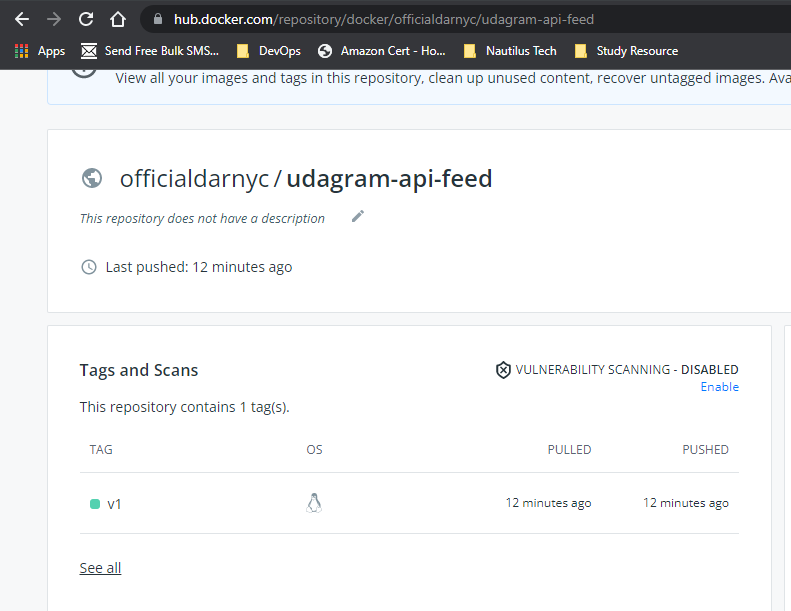 hub.docker.com/repository/docker/officialdarnyc/udagram-api-feed
Apps Send Free Bulk SMS... DevOps Amazon Cert - Ho... Nautilus Tech Study Resource
View all your images and tags in this repository, clean up unused content, recover untagged images. Ava
officialdarnyc / udagram-api-feed
This repository does not have a description
Last pushed: 12 minutes ago
Tags and Scans
VULNERABILITY SCANNING - DISABLED
Enable
This repository contains 1 tag(s).
TAG OS PULLED PUSHED
v1 12 minutes ago 12 minutes ago
See all